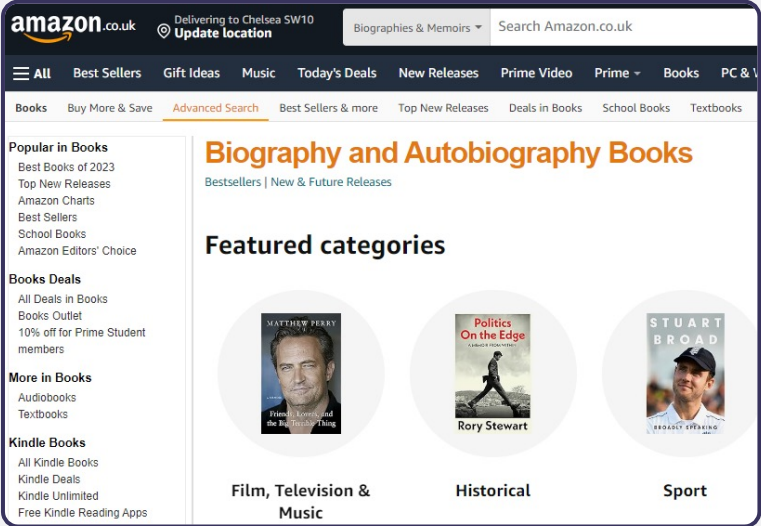 amazon.co.uk
Delivering to Chelsea SW10
Update location
Biographies & Memoirs
Search Amazon.co.uk
All Best Sellers Gift Ideas Music Today's Deals New Releases Prime Video Prime Books PC &
Books Buy More & Save Advanced Search Best Sellers & more Top New Releases Deals in Books School Books Textbooks
Popular in Books
Best Books of 2023
Top New Releases
Amazon Charts
Best Sellers
School Books
Amazon Editors' Choice
Books Deals
All Deals in Books
Books Outlet
10% off for Prime Student
members
More in Books
Audiobooks
Textbooks
Kindle Books
All Kindle Books
Kindle Deals
Kindle Unlimited
Free Kindle Reading Apps
Biography and Autobiography Books
Bestsellers | New & Future Releases
Featured categories
MATTHEW PERRY
Friends, Lovers, and
the Big Terrible Thing
Film, Television &
Music
Politics
On the Edge
A MEMOIR FROM WITHIN
Rory Stewart
Historical
STUART
BROAD
BROADLY SPEAKING
Sport